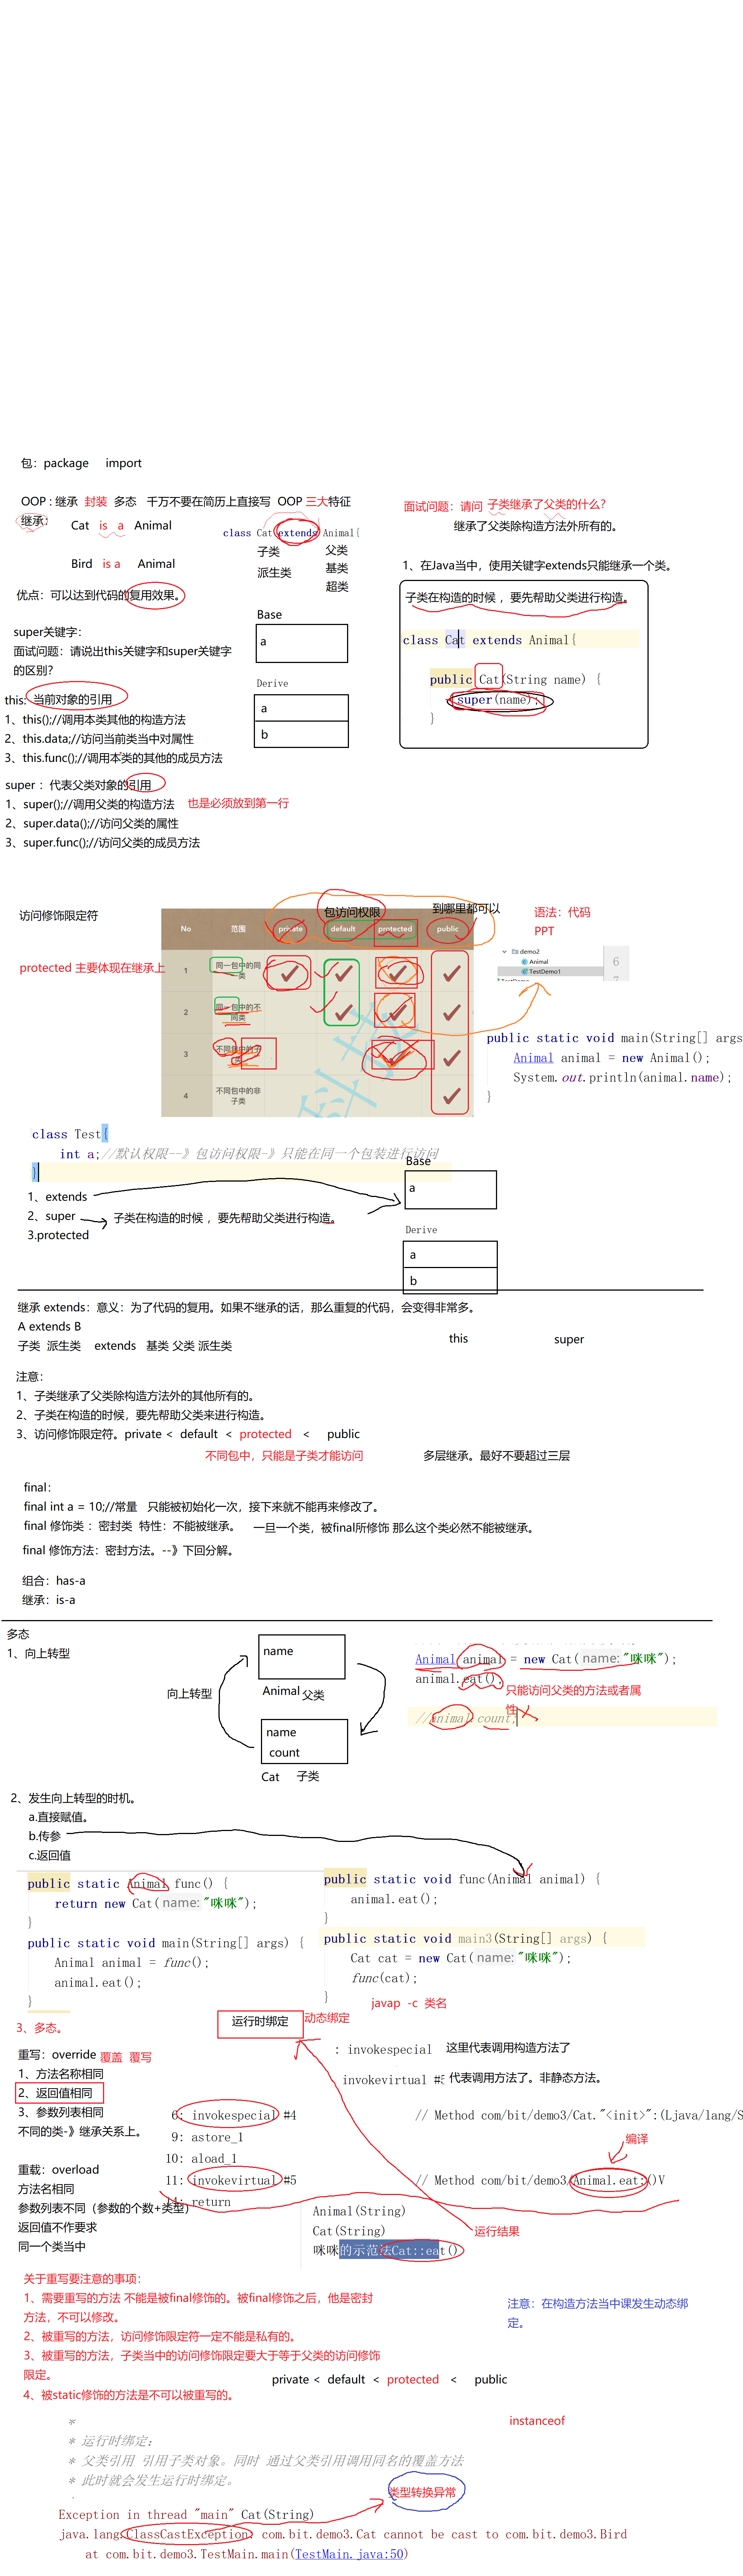 包：package import
OOP : 继承 封装 多态 千万不要在简历上直接写 OOP 三大特征
继承:
Cat is a Animal
Bird is a Animal
优点：可以达到代码的复用效果。
class Cat extends Animal{
子类 父类
派生类 基类
超类
面试问题：请问 子类继承了父类的什么？
继承了父类除构造方法外所有的。
1、在Java当中，使用关键字extends只能继承一个类。
子类在构造的时候，要先帮助父类进行构造。
class Cat extends Animal{
public Cat(String name) {
super(name);
}
super关键字：
面试问题：请说出this关键字和super关键字
的区别？
this: 当前对象的引用
1、this();//调用本类其他的构造方法
2、this.data;//访问当前类当中对属性
3、this.func();//调用本类的其他的成员方法
super ：代表父类对象的引用
1、super();//调用父类的构造方法 也是必须放到第一行
2、super.data();//访问父类的属性
3、super.func();//访问父类的成员方法
Base
a
Derive
a
b
访问修饰限定符
protected 主要体现在继承上
包访问权限 到哪里都可以
No 范围 private default protected public
1 同一包中的同
一类
2 同一包中的不
同类
3 不同包中的子
类
4 不同包中的非
子类
语法：代码
PPT
demo2
Animal
TestDemo1
6
public static void main(String[] args
Animal animal = new Animal();
System.out.println(animal.name);
}
class Test{
int a;//默认权限--》包访问权限-》只能在同一个包装进行访问
}
1、extends
2、super 子类在构造的时候，要先帮助父类进行构造。
3.protected
Base
a
Derive
a
b
继承 extends：意义：为了代码的复用。如果不继承的话，那么重复的代码，会变得非常多。
A extends B
子类 派生类 extends 基类 父类 派生类
this super
注意：
1、子类继承了父类除构造方法外的其他所有的。
2、子类在构造的时候，要先帮助父类来进行构造。
3、访问修饰限定符。private < default < protected < public
不同包中，只能是子类才能访问 多层继承。最好不要超过三层
final：
final int a = 10;//常量 只能被初始化一次，接下来就不能再来修改了。
final 修饰类 ：密封类 特性：不能被继承。 一旦一个类，被final所修饰 那么这个类必然不能被继承。
final 修饰方法：密封方法。--》下回分解。
组合：has-a
继承：is-a
多态
1、向上转型
向上转型
name
Animal 父类
name
count
Cat 子类
Animal animal = new Cat( name: "咪咪");
animal.eat();
只能访问父类的方法或者属
性
//animal.count;
2、发生向上转型的时机。
a.直接赋值。
b.传参
c.返回值
public static Animal func() {
return new Cat( name: "咪咪");
}
public static void main(String[] args) {
Animal animal = func();
animal.eat();
}
public static void func(Animal animal) {
animal.eat();
}
public static void main3(String[] args) {
Cat cat = new Cat( name: "咪咪");
func(cat);
}
javap -c 类名
3、多态。
运行时绑定 动态绑定
重写：override 覆盖 覆写
1、方法名称相同
2、返回值相同
3、参数列表相同
不同的类-》继承关系上。
重载：overload
方法名相同
参数列表不同（参数的个数+类型）
返回值不作要求
同一个类当中
: invokespecial 这里代表调用构造方法了
invokevirtual #5 代表调用方法了。非静态方法。
6: invokespecial #4 // Method com/bit/demo3/Cat."<init>":(Ljava/lang/S
9: astore_1
10: aload_1
11: invokevirtual #5 // Method com/bit/demo3/Animal.eat:()V
14: return
编译
Animal(String)
Cat(String)
咪咪的示范法Cat::eat()
运行结果
关于重写要注意的事项：
1、需要重写的方法 不能是被final修饰的。被final修饰之后，他是密封
方法，不可以修改。
2、被重写的方法，访问修饰限定符一定不能是私有的。
3、被重写的方法，子类当中的访问修饰限定要大于等于父类的访问修饰
限定。
private < default < protected < public
4、被static修饰的方法是不可以被重写的。
注意：在构造方法当中课发生动态绑
定。
instanceof
*
* 运行时绑定：
* 父类引用 引用子类对象。同时 通过父类引用调用同名的覆盖方法
* 此时就会发生运行时绑定。
类型转换异常
Exception in thread "main" Cat(String)
java.lang.ClassCastException: com.bit.demo3.Cat cannot be cast to com.bit.demo3.Bird
at com.bit.demo3.TestMain.main(TestMain.java:50)